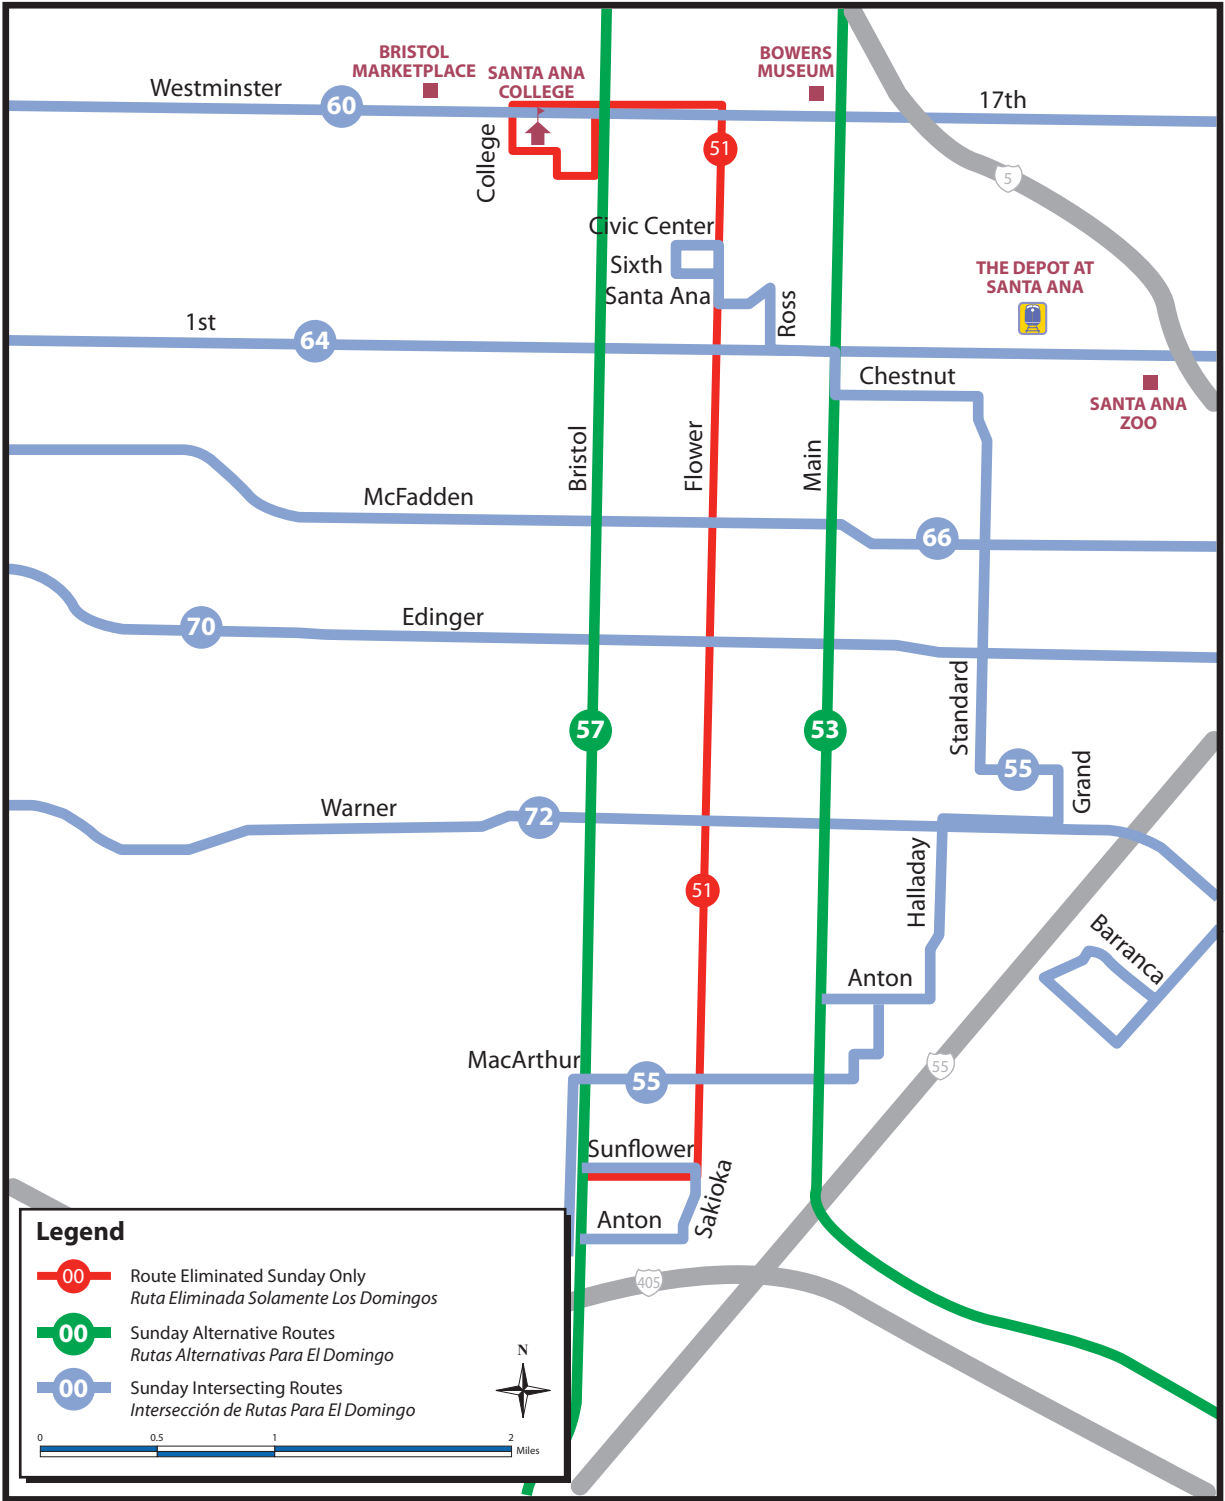 BRISTOL
MARKETPLACE
SANTA ANA
COLLEGE
BOWERS
MUSEUM
Westminster
60
17th
College
51
5
Civic Center
Sixth
Santa Ana
Ross
THE DEPOT AT
SANTA ANA
1st
64
Chestnut
SANTA ANA
ZOO
Bristol
Flower
Main
McFadden
66
70
Edinger
Standard
57
53
55
Grand
Warner
72
Halladay
51
Barranca
Anton
MacArthur
55
55
Sunflower
Sakioka
Anton
405
Legend
00
Route Eliminated Sunday Only
Ruta Eliminada Solamente Los Domingos
00
Sunday Alternative Routes
Rutas Alternativas Para El Domingo
00
Sunday Intersecting Routes
Intersección de Rutas Para El Domingo
N
0 0.5 1 2
Miles